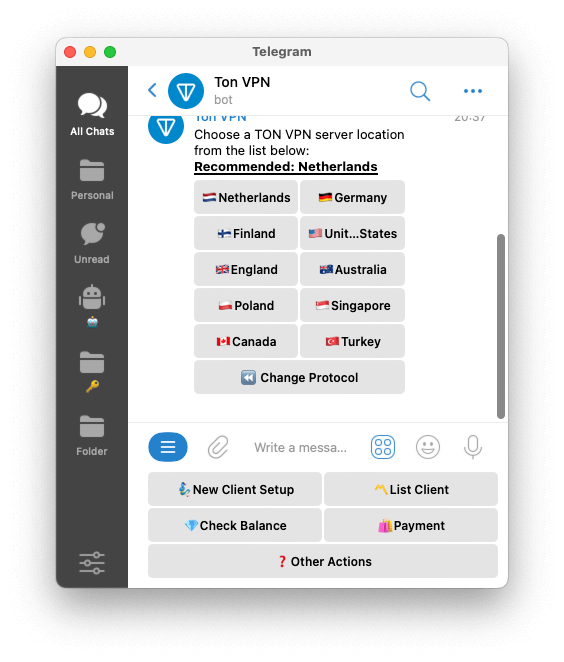 Telegram
Ton VPN
bot
All Chats
Personal
Unread
Folder
Ton VPN
20:37
Choose a TON VPN server location
from the list below:
Recommended: Netherlands
Netherlands
Germany
Finland
Unit...States
England
Australia
Poland
Singapore
Canada
Turkey
Change Protocol
Write a messa...
New Client Setup
List Client
Check Balance
Payment
Other Actions